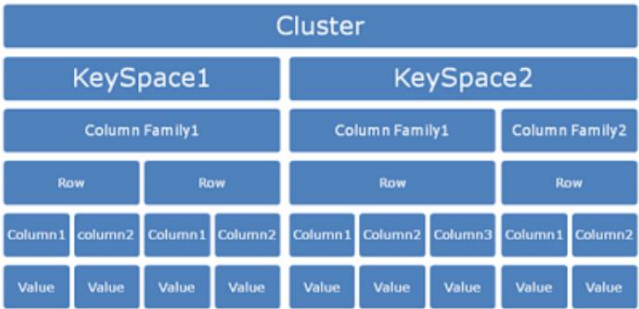 Cluster
KeySpace1 KeySpace2
Column Family1 Column Family1 Column Family2
Row Row Row Row
Column1 column2 Column1 Column2 Column1 Column2 Column3 Column1 Column2
Value Value Value Value Value Value Value Value Value